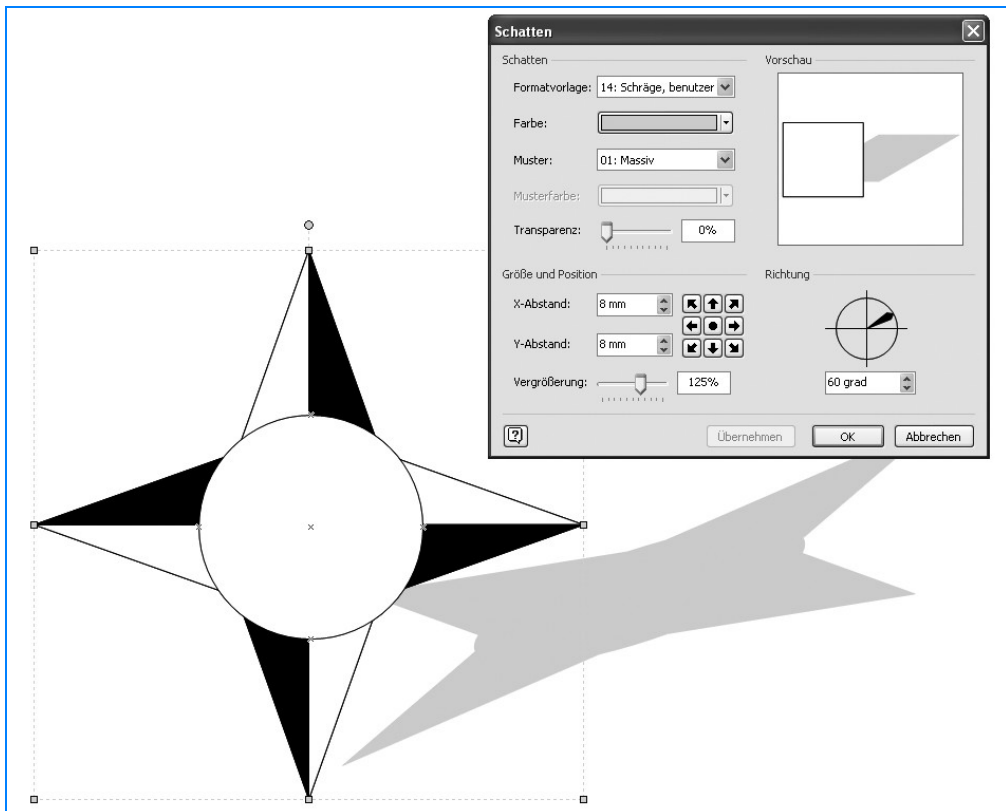 Schatten
Schatten
Formatvorlage: 14: Schräge, benutzer
Farbe:
Muster: 01: Massiv
Musterfarbe:
Transparenz: 0%
Vorschau
Größe und Position
X-Abstand: 8 mm
Y-Abstand: 8 mm
Vergrößerung: 125%
Richtung
60 grad
Übernehmen OK Abbrechen